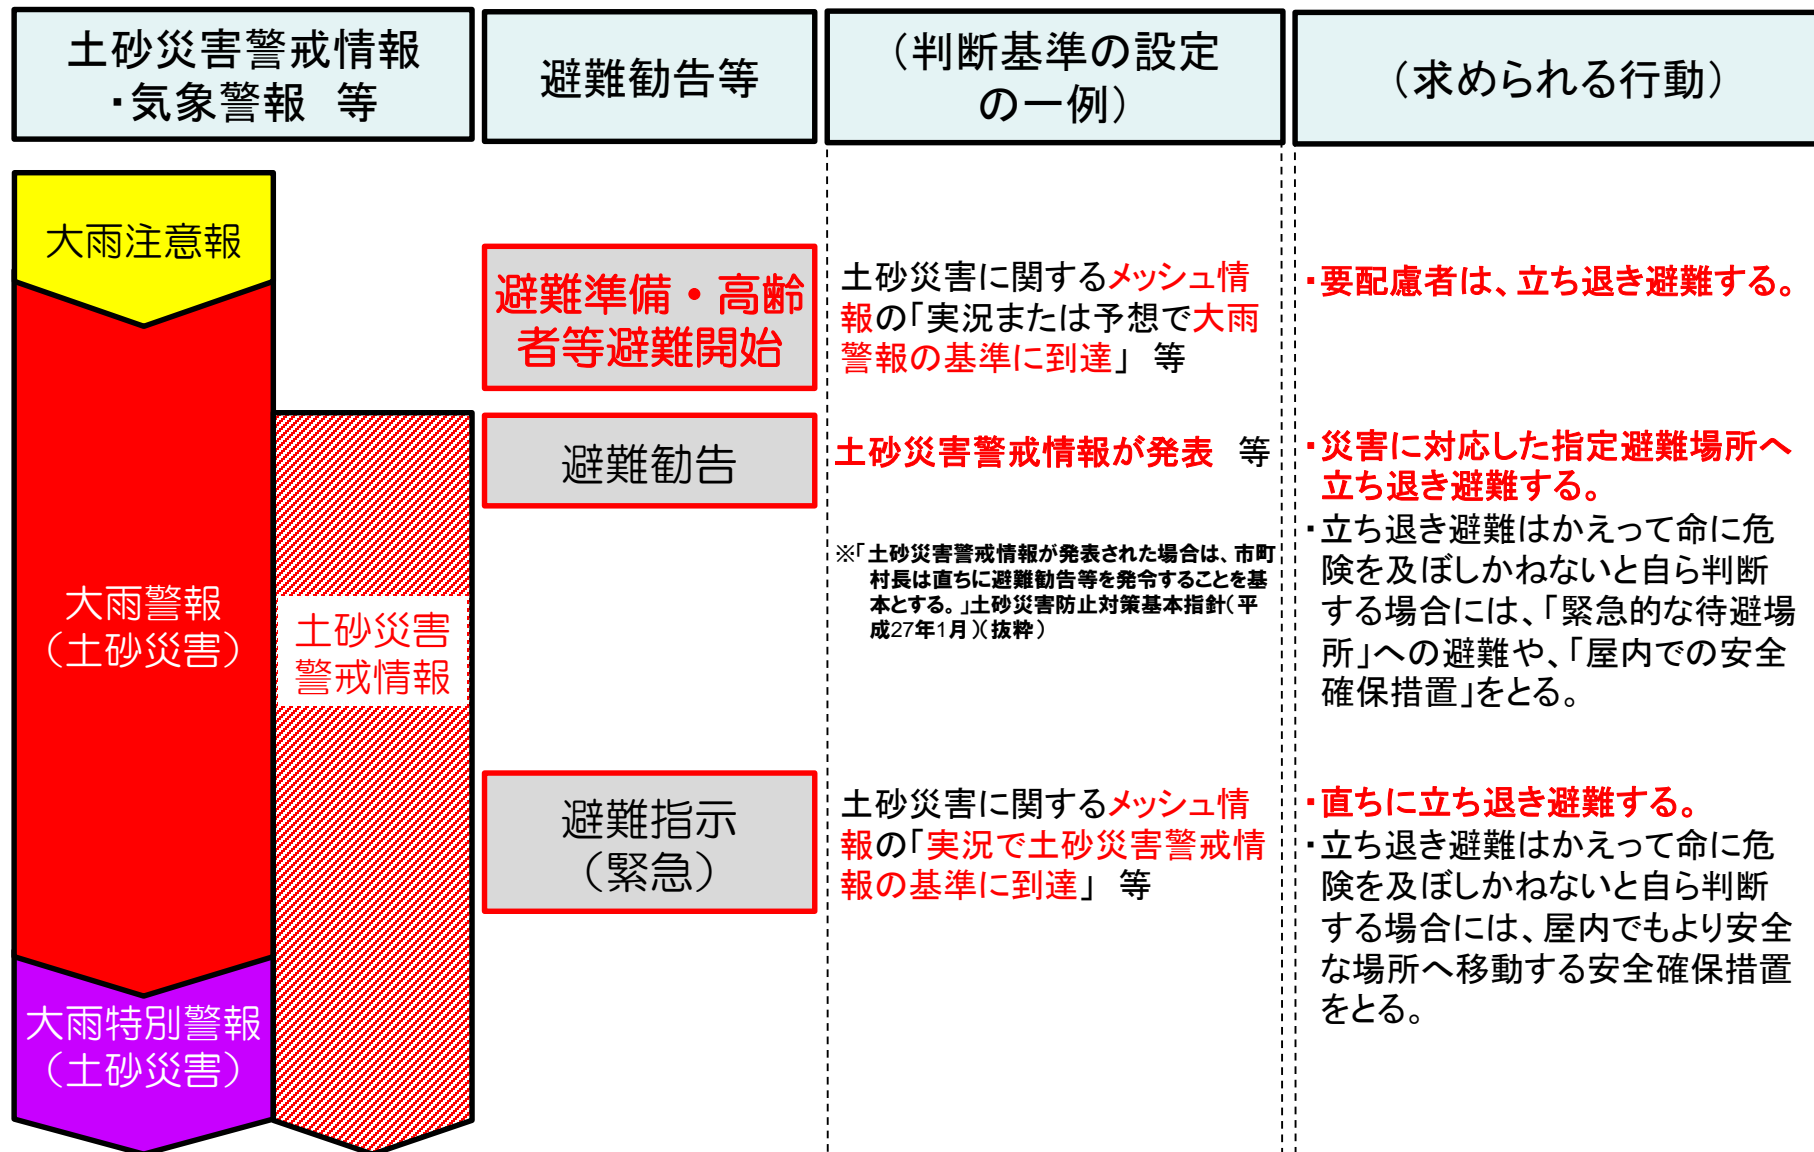 土砂災害警戒情報
・気象警報　等
避難勧告等
（判断基準の設定
の一例）
（求められる行動）
大雨注意報
大雨警報
（土砂災害）
大雨特別警報
（土砂災害）
土砂災害
警戒情報
避難準備・高齢
者等避難開始
土砂災害に関するメッシュ情
報の「実況または予想で大雨
警報の基準に到達」　等
・要配慮者は、立ち退き避難する。
避難勧告
土砂災害警戒情報が発表　等
※「土砂災害警戒情報が発表された場合は、市町
村長は直ちに避難勧告等を発令することを基
本とする。」土砂災害防止対策基本指針（平
成27年1月）（抜粋）
・災害に対応した指定避難場所へ
立ち退き避難する。
・立ち退き避難はかえって命に危
険を及ぼしかねないと自ら判断
する場合には、「緊急的な待避場
所」への避難や、「屋内での安全
確保措置」をとる。
避難指示
（緊急）
土砂災害に関するメッシュ情
報の「実況で土砂災害警戒情
報の基準に到達」　等
・直ちに立ち退き避難する。
・立ち退き避難はかえって命に危
険を及ぼしかねないと自ら判断
する場合には、屋内でもより安全
な場所へ移動する安全確保措置
をとる。